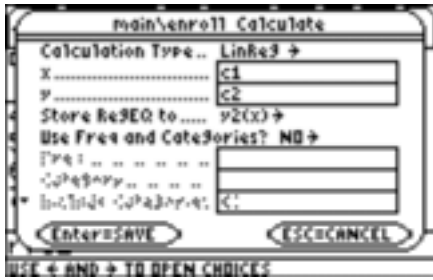 main\enroll Calculate
Calculation Type.. LinReg →
x.................... c1
y.................... c2
Store RegEQ to..... y2(x)→
Use Freq and Categories? NO→
Freq
Category
Include Categories
Enter=SAVE ESC=CANCEL
USE ← AND → TO OPEN CHOICES